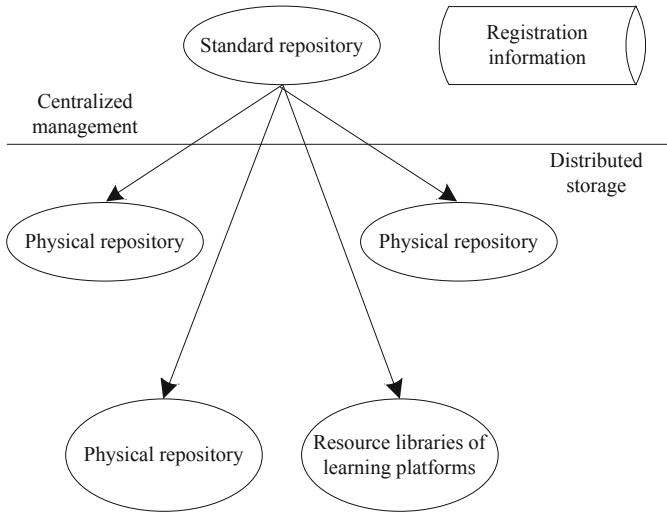 Standard repository
Registration
information
Centralized
management
Distributed
storage
Physical repository
Physical repository
Physical repository
Resource libraries of
learning platforms